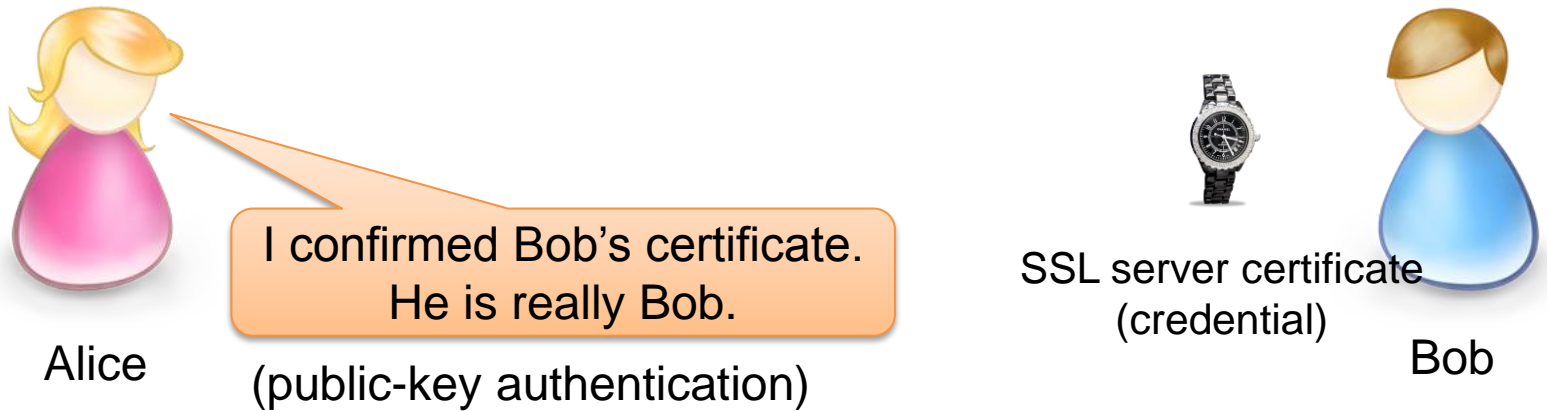 I confirmed Bob's certificate.
He is really Bob.
SSL server certificate
(credential)
Alice
(public-key authentication)
Bob